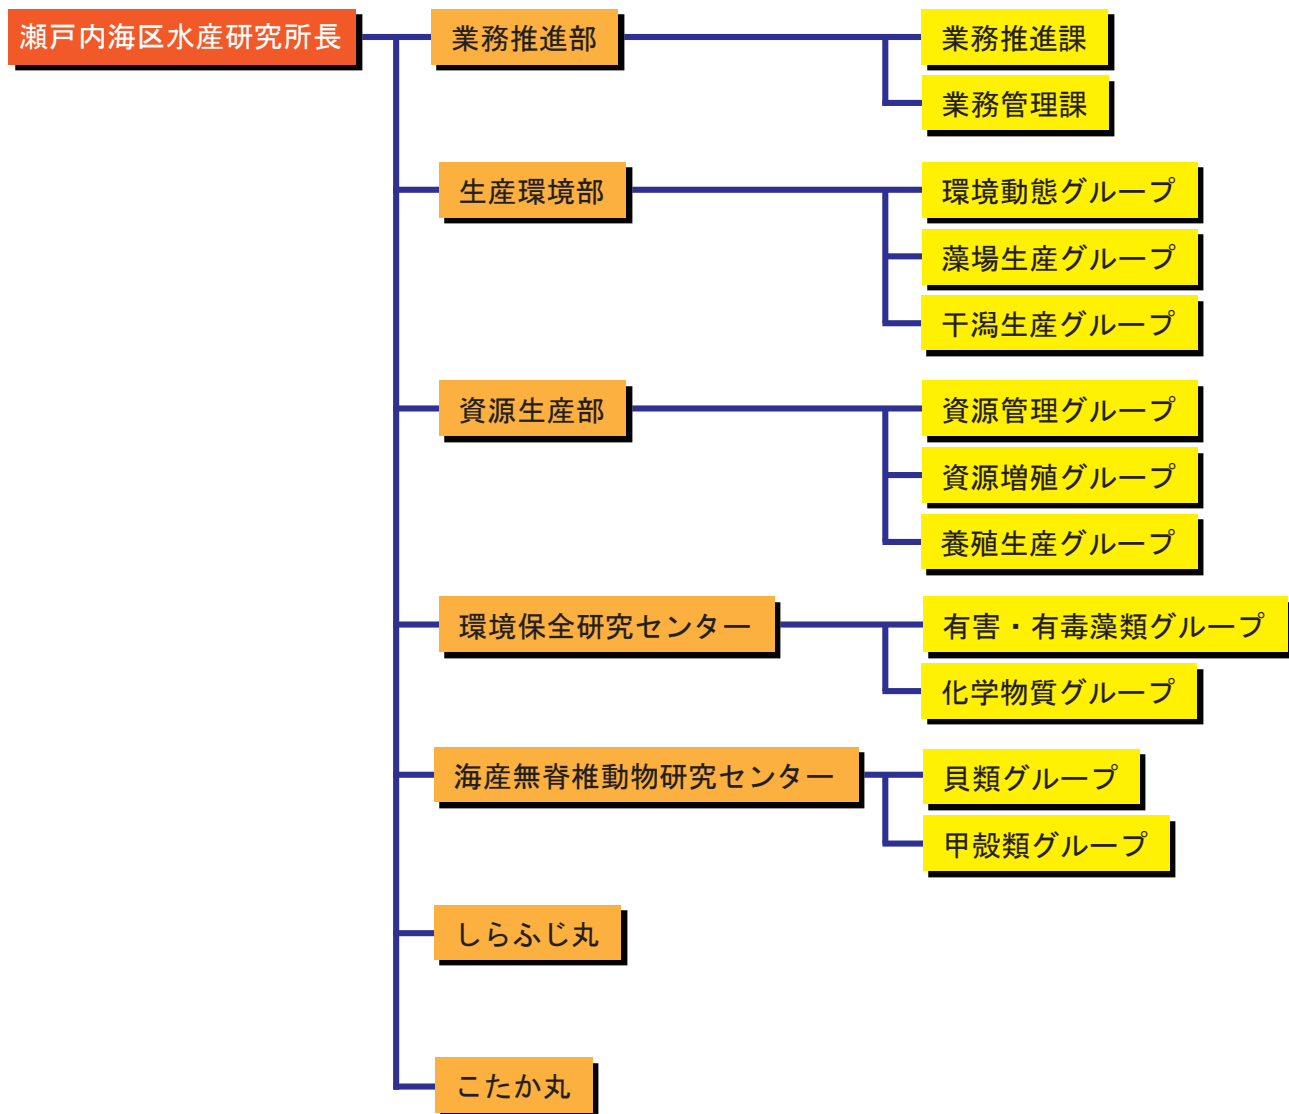 瀬戸内海区水産研究所長
業務推進部
業務推進課
業務管理課
生産環境部
環境動態グループ
藻場生産グループ
干潟生産グループ
資源生産部
資源管理グループ
資源増殖グループ
養殖生産グループ
環境保全研究センター
有害・有毒藻類グループ
化学物質グループ
海産無脊椎動物研究センター
貝類グループ
甲殻類グループ
しらふじ丸
こたか丸